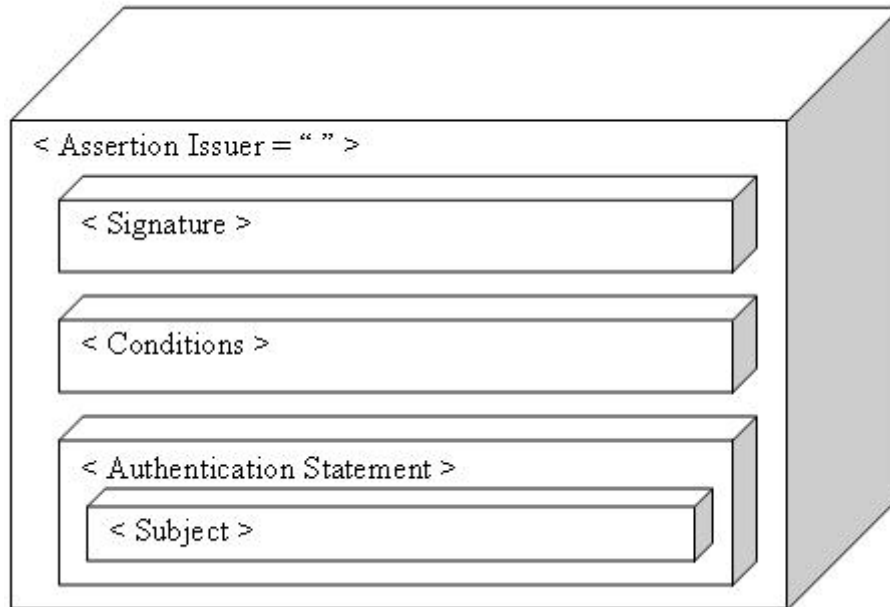 < Assertion Issuer = “ ” >
< Signature >
< Conditions >
< Authentication Statement >
< Subject >